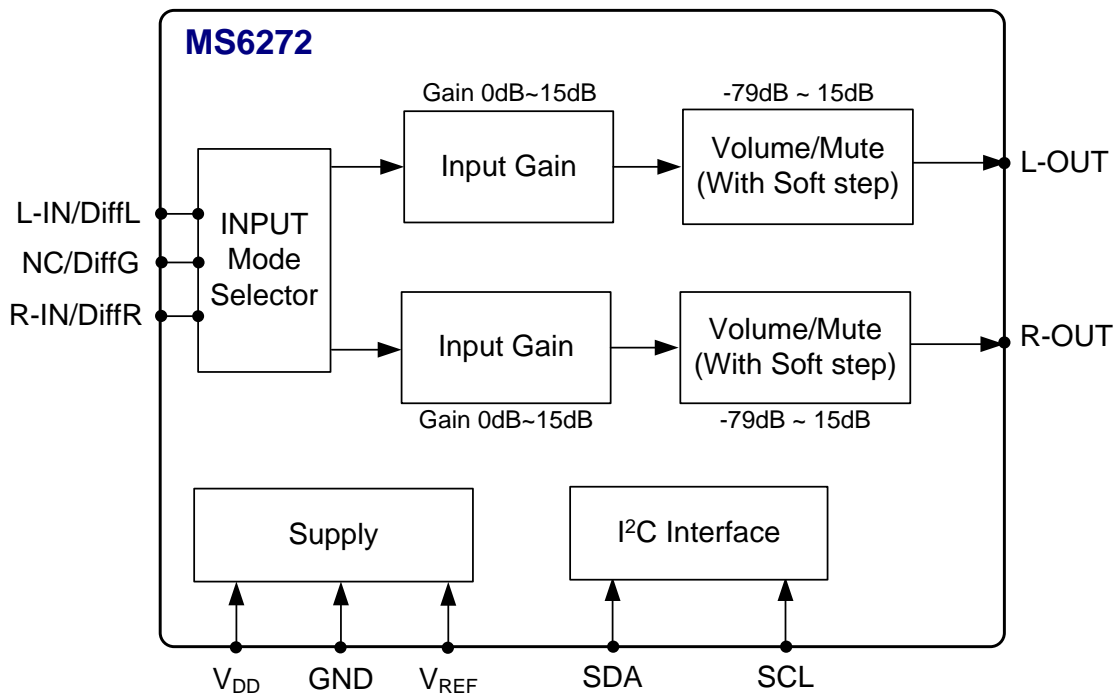 MS6272
Gain 0dB~15dB
-79dB ~ 15dB
Input Gain
Volume/Mute
(With Soft step)
L-OUT
L-IN/DiffL
NC/DiffG
R-IN/DiffR
INPUT
Mode
Selector
Input Gain
Volume/Mute
(With Soft step)
R-OUT
Gain 0dB~15dB
-79dB ~ 15dB
Supply
I²C Interface
VDD
GND
VREF
SDA
SCL